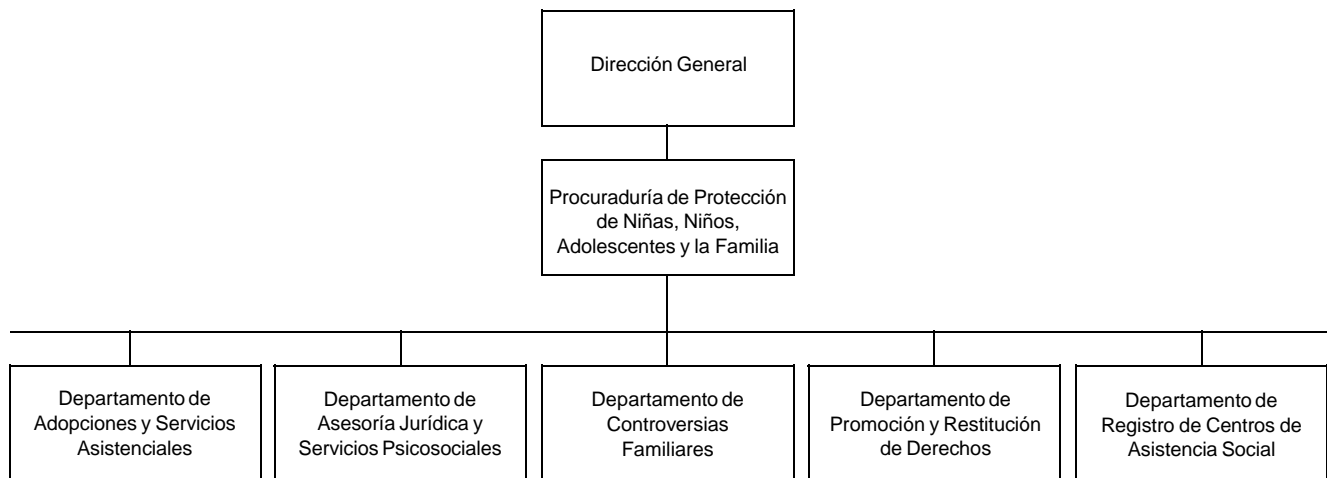 Dirección General
Procuraduría de Protección
de Niñas, Niños,
Adolescentes y la Familia
Departamento de
Adopciones y Servicios
Asistenciales
Departamento de
Asesoría Jurídica y
Servicios Psicosociales
Departamento de
Controversias
Familiares
Departamento de
Promoción y Restitución
de Derechos
Departamento de
Registro de Centros de
Asistencia Social